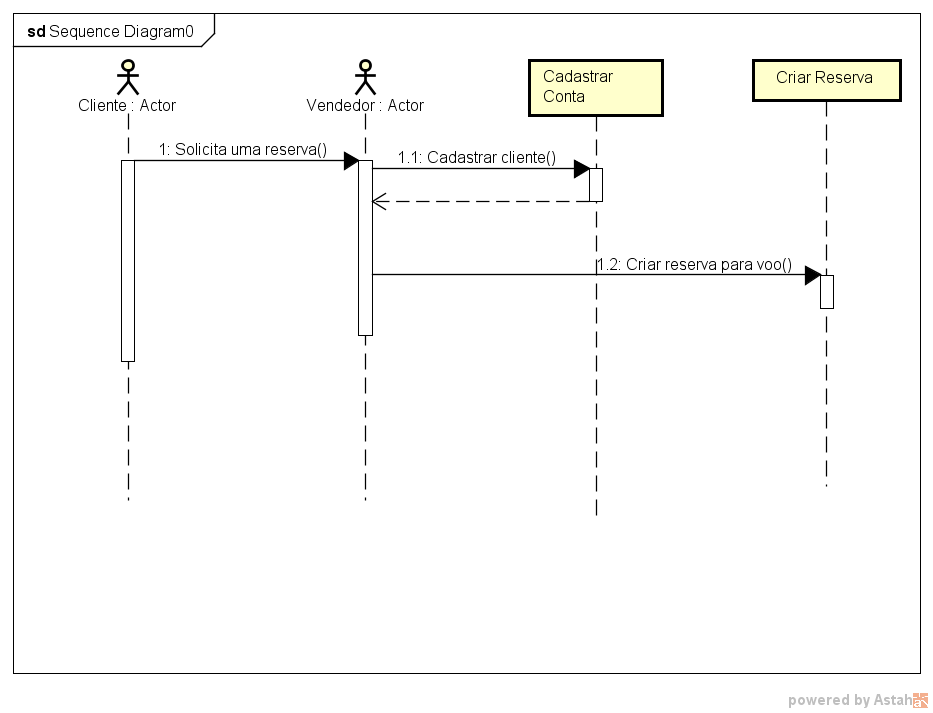 sd Sequence Diagram0
Cliente : Actor
Vendedor : Actor
Cadastrar
Conta
Criar Reserva
1: Solicita uma reserva()
1.1: Cadastrar cliente()
1.2: Criar reserva para voo()
powered by Astah